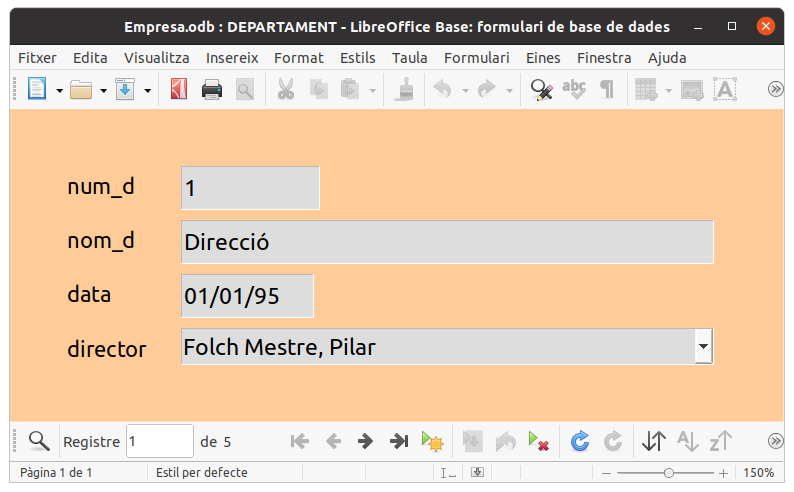 Empresa.odb : DEPARTAMENT - LibreOffice Base: formulari de base de dades
Fitxer Edita Visualitza Insereix Format Estils Taula Formulari Eines Finestra Ajuda
num_d 1
nom_d Direcció
data 01/01/95
director Folch Mestre, Pilar
Registre 1 de 5
Pàgina 1 de 1 Estil per defecte 150%